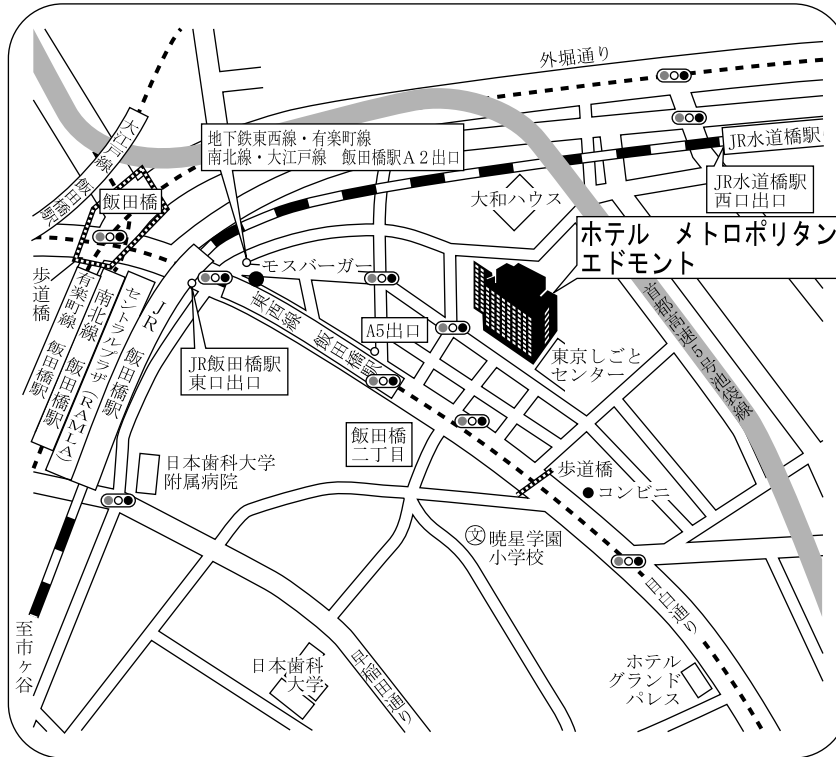 外堀通り
大江戸線 飯田橋駅
地下鉄東西線・有楽町線
南北線・大江戸線 飯田橋駅A2出口
JR水道橋駅
JR水道橋駅
西口出口
飯田橋
大和ハウス
ホテル メトロポリタン
エドモント
歩道橋
モスバーガー
首都高速5号池袋線
有楽町線 飯田橋駅
南北線 飯田橋駅
セントラルプラザ(RAMLA)
JR 飯田橋駅
東西線 飯田橋駅
A5出口
JR飯田橋駅
東口出口
東京しごと
センター
飯田橋
二丁目
日本歯科大学
附属病院
歩道橋
コンビニ
文
暁星学園
小学校
目白通り
至市ヶ谷
日本歯科
大学
早稲田通り
ホテル
グランド
パレス